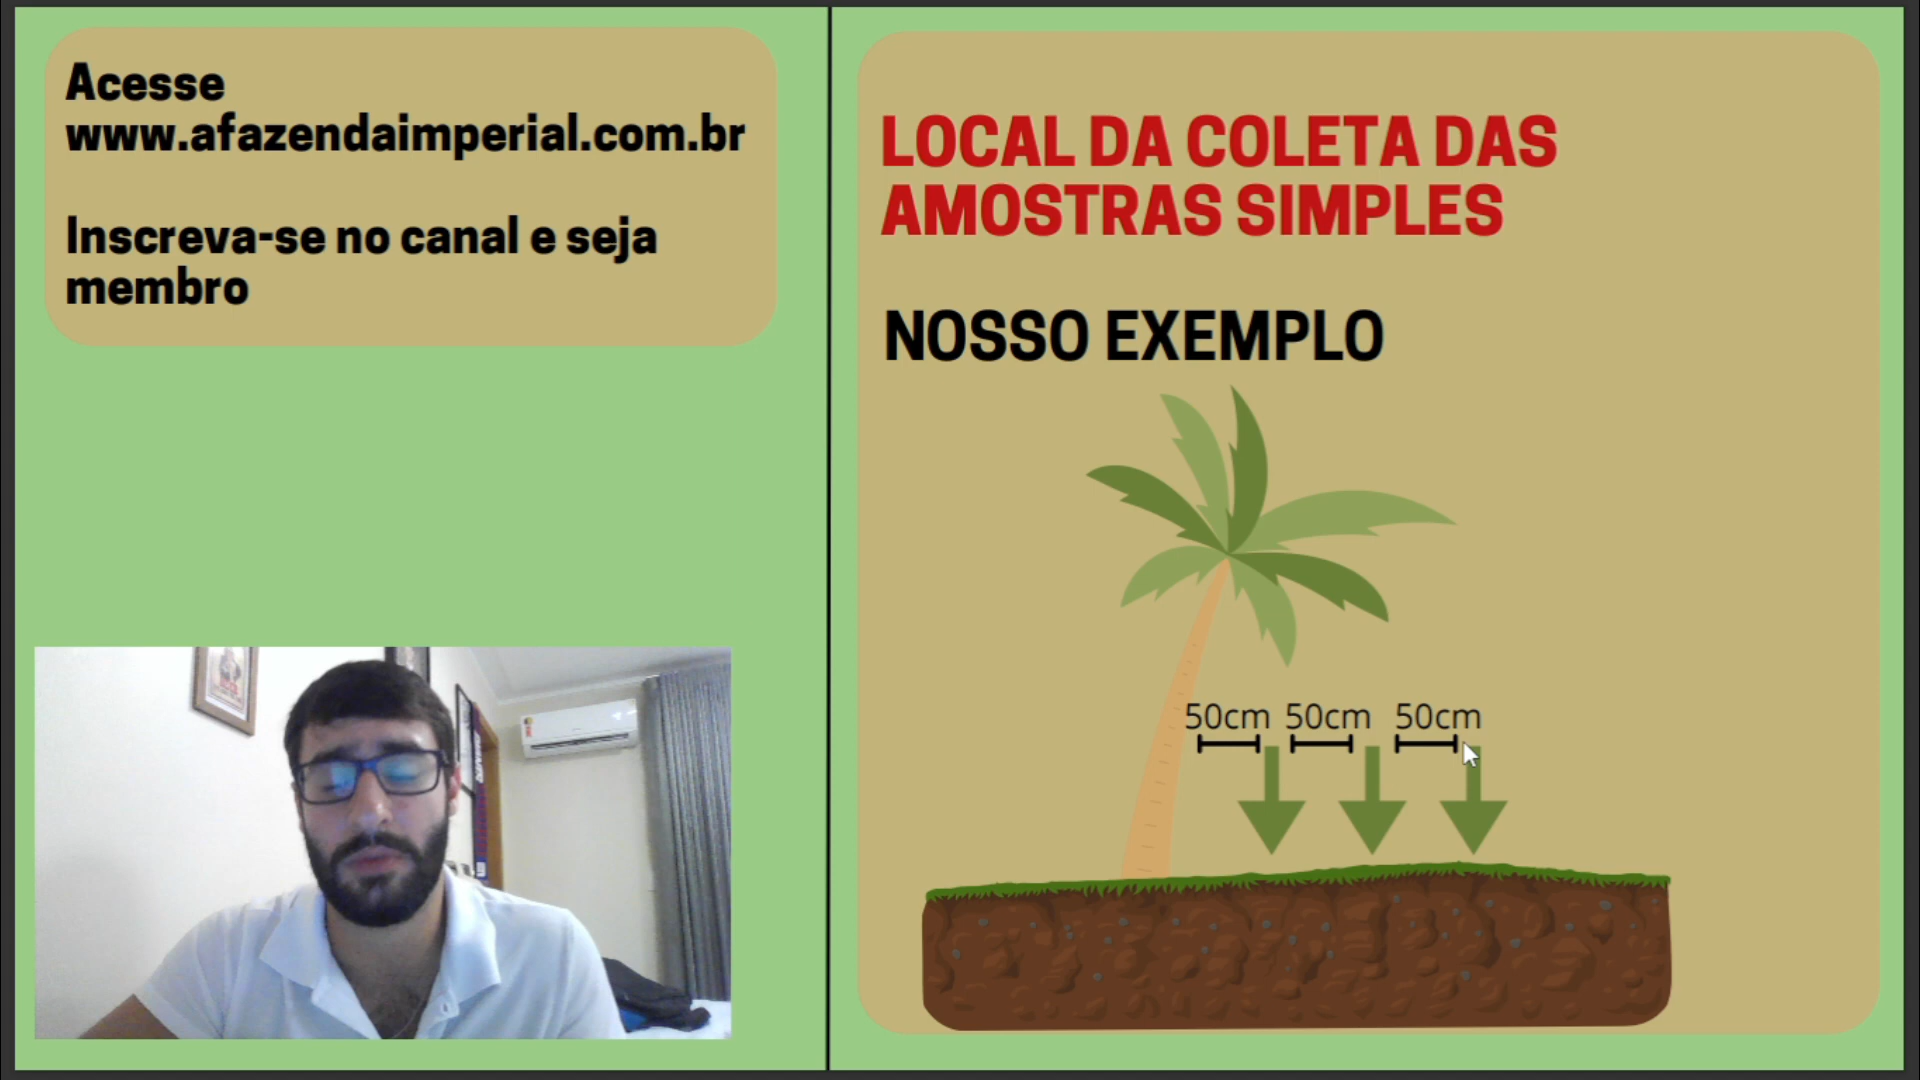 Acesse
www.afazendaimperial.com.br
Inscreva-se no canal e seja
membro
LOCAL DA COLETA DAS
AMOSTRAS SIMPLES
NOSSO EXEMPLO
50cm 50cm 50cm